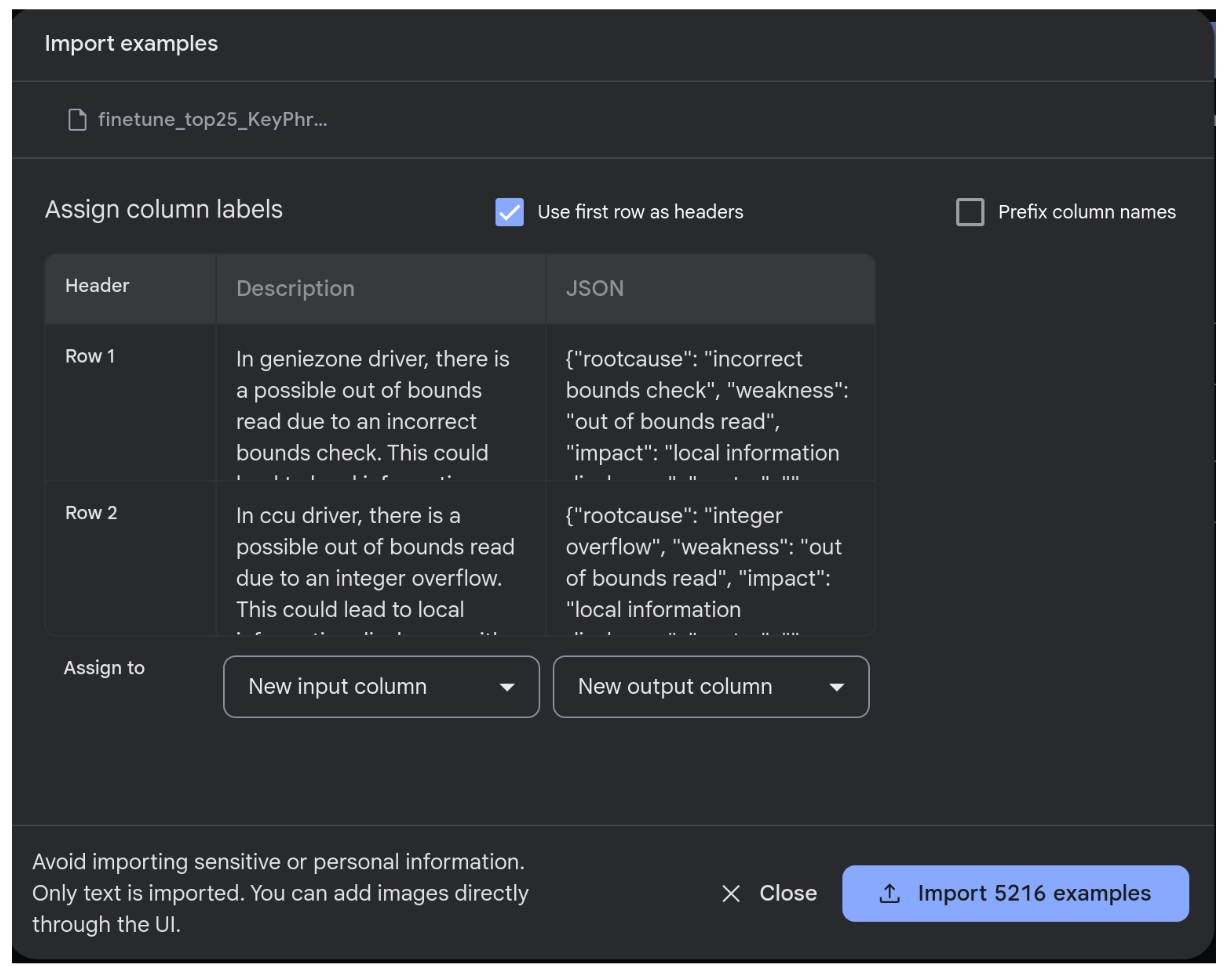 Import examples
finetune_top25_KeyPhr...
Assign column labels
Use first row as headers
Prefix column names
Header
Description
JSON
Row 1
In geniezone driver, there is
a possible out of bounds
read due to an incorrect
bounds check. This could
{"rootcause": "incorrect
bounds check", "weakness":
"out of bounds read",
"impact": "local information
Row 2
In ccu driver, there is a
possible out of bounds read
due to an integer overflow.
This could lead to local
{"rootcause": "integer
overflow", "weakness": "out
of bounds read", "impact":
"local information
Assign to
New input column
New output column
Avoid importing sensitive or personal information.
Only text is imported. You can add images directly
through the UI.
Close
Import 5216 examples